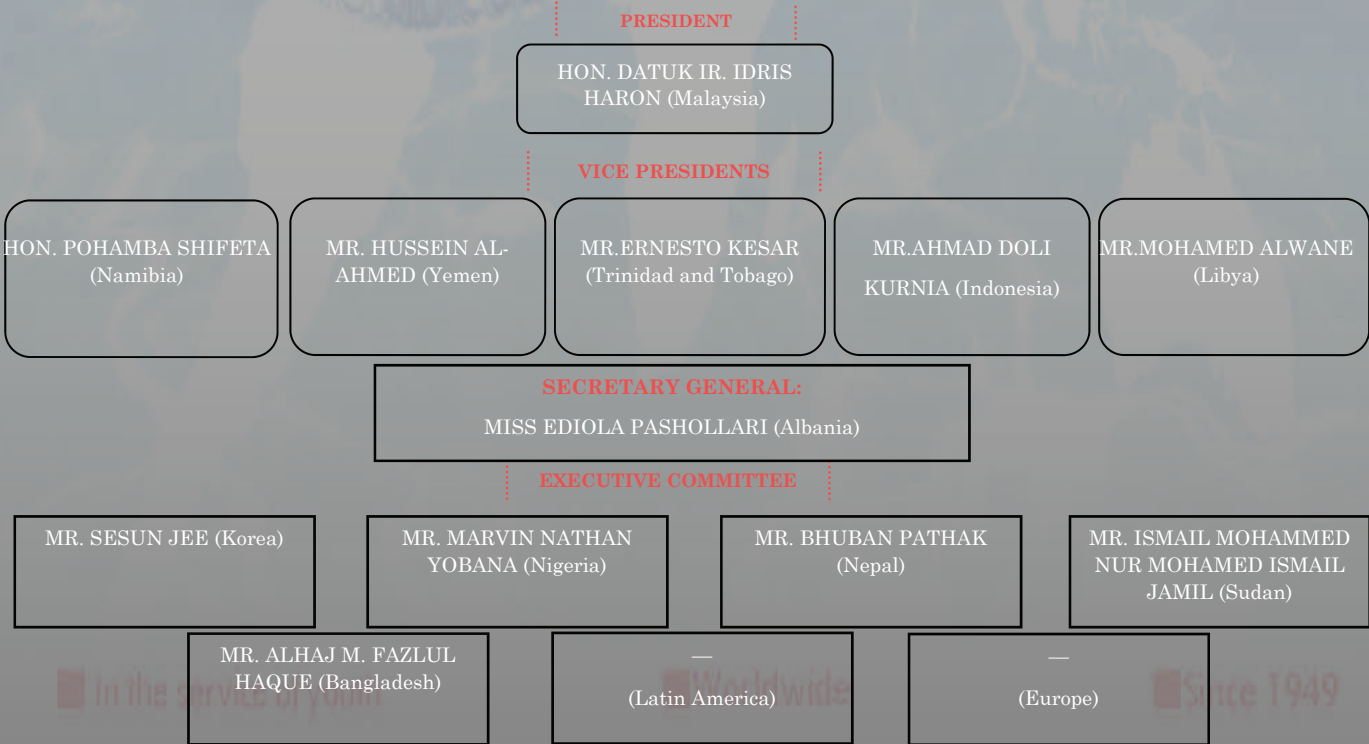 PRESIDENT
HON. DATUK IR. IDRIS
HARON (Malaysia)
VICE PRESIDENTS
HON. POHAMBA SHIFETA
(Namibia)
MR. HUSSEIN AL-
AHMED (Yemen)
MR.ERNESTO KESAR
(Trinidad and Tobago)
MR.AHMAD DOLI
KURNIA (Indonesia)
MR.MOHAMED ALWANE
(Libya)
SECRETARY GENERAL:
MISS EDIOLA PASHOLLARI (Albania)
EXECUTIVE COMMITTEE
MR. SESUN JEE (Korea)
MR. MARVIN NATHAN
YOBANA (Nigeria)
MR. BHUBAN PATHAK
(Nepal)
MR. ISMAIL MOHAMMED
NUR MOHAMED ISMAIL
JAMIL (Sudan)
MR. ALHAJ M. FAZLUL
HAQUE (Bangladesh)
—
(Latin America)
—
(Europe)
In the service of youth
Worldwide
Since 1949